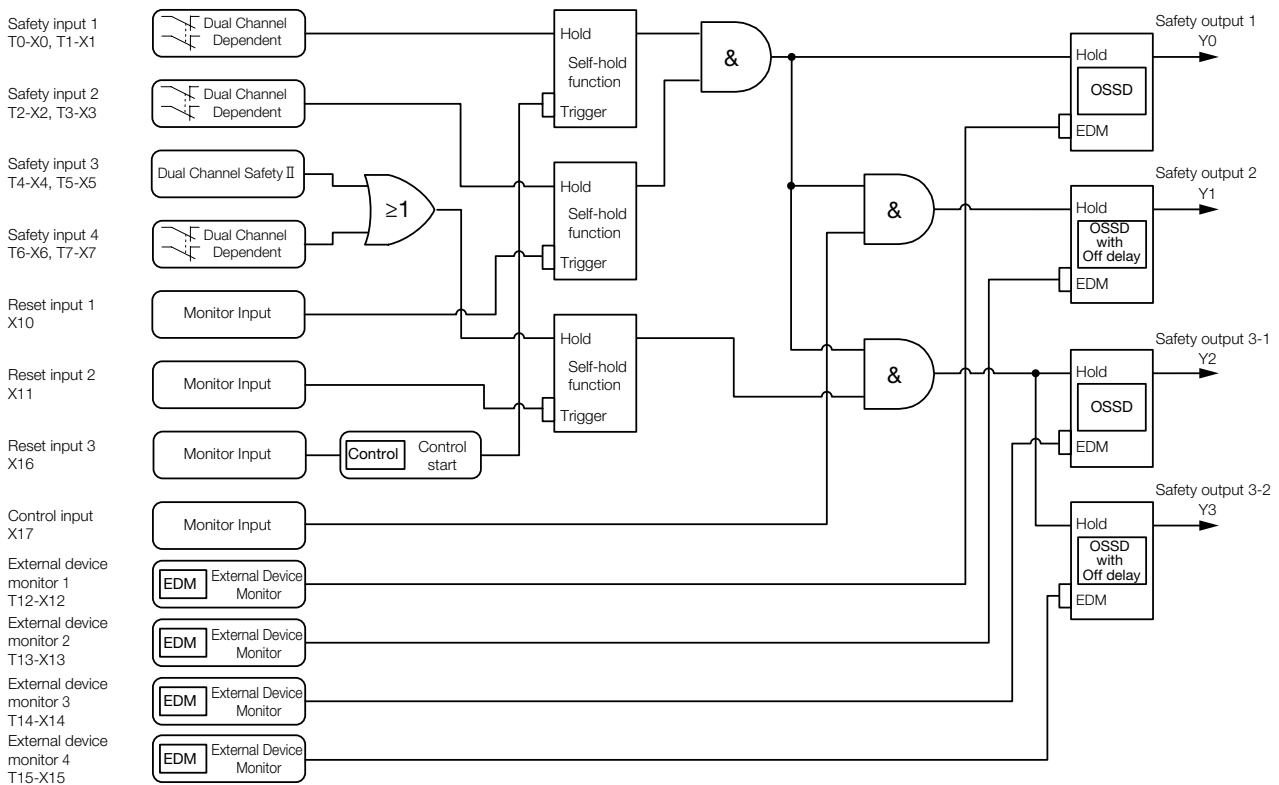 Safety input 1
T0-X0, T1-X1
Dual Channel
Dependent
Safety input 2
T2-X2, T3-X3
Dual Channel
Dependent
Safety input 3
T4-X4, T5-X5
Dual Channel Safety Ⅱ
Safety input 4
T6-X6, T7-X7
Dual Channel
Dependent
≥1
Reset input 1
X10
Monitor Input
Reset input 2
X11
Monitor Input
Reset input 3
X16
Monitor Input
Control
Control
start
Control input
X17
Monitor Input
External device
monitor 1
T12-X12
EDM
External Device
Monitor
External device
monitor 2
T13-X13
EDM
External Device
Monitor
External device
monitor 3
T14-X14
EDM
External Device
Monitor
External device
monitor 4
T15-X15
EDM
External Device
Monitor
Hold
Self-hold
function
Trigger
Hold
Self-hold
function
Trigger
Hold
Self-hold
function
Trigger
&
&
&
Safety output 1
Y0
Hold
OSSD
EDM
Safety output 2
Y1
Hold
OSSD
with
Off delay
EDM
Safety output 3-1
Y2
Hold
OSSD
EDM
Safety output 3-2
Y3
Hold
OSSD
with
Off delay
EDM